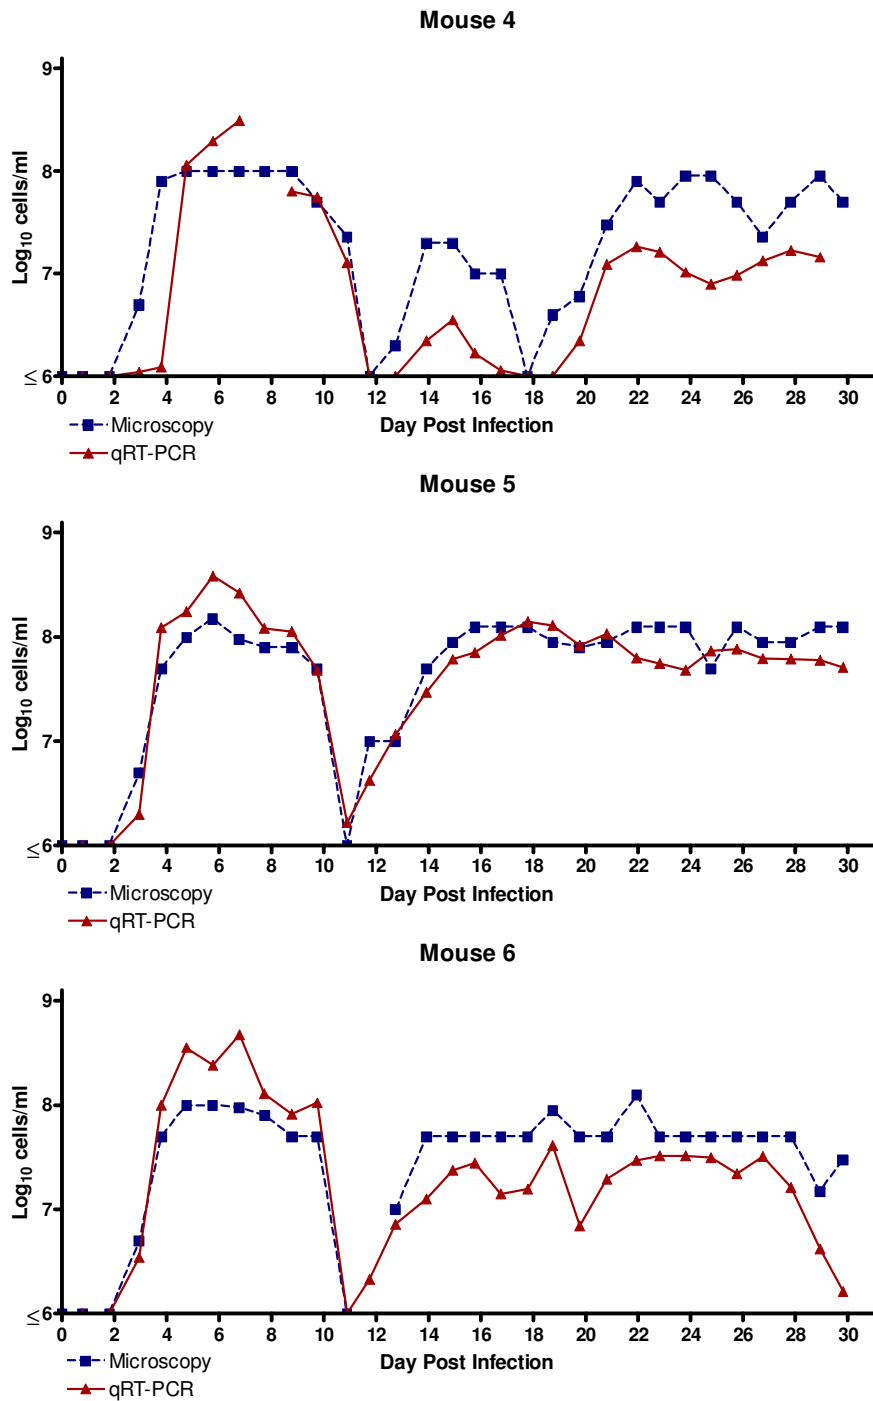 Mouse 4
Log₁₀ cells/ml
9
8
7
≤ 6
0 2 4 6 8 10 12 14 16 18 20 22 24 26 28 30
Day Post Infection
Microscopy
qRT-PCR
Mouse 5
Log₁₀ cells/ml
9
8
7
≤ 6
0 2 4 6 8 10 12 14 16 18 20 22 24 26 28 30
Day Post Infection
Microscopy
qRT-PCR
Mouse 6
Log₁₀ cells/ml
9
8
7
≤ 6
0 2 4 6 8 10 12 14 16 18 20 22 24 26 28 30
Day Post Infection
Microscopy
qRT-PCR